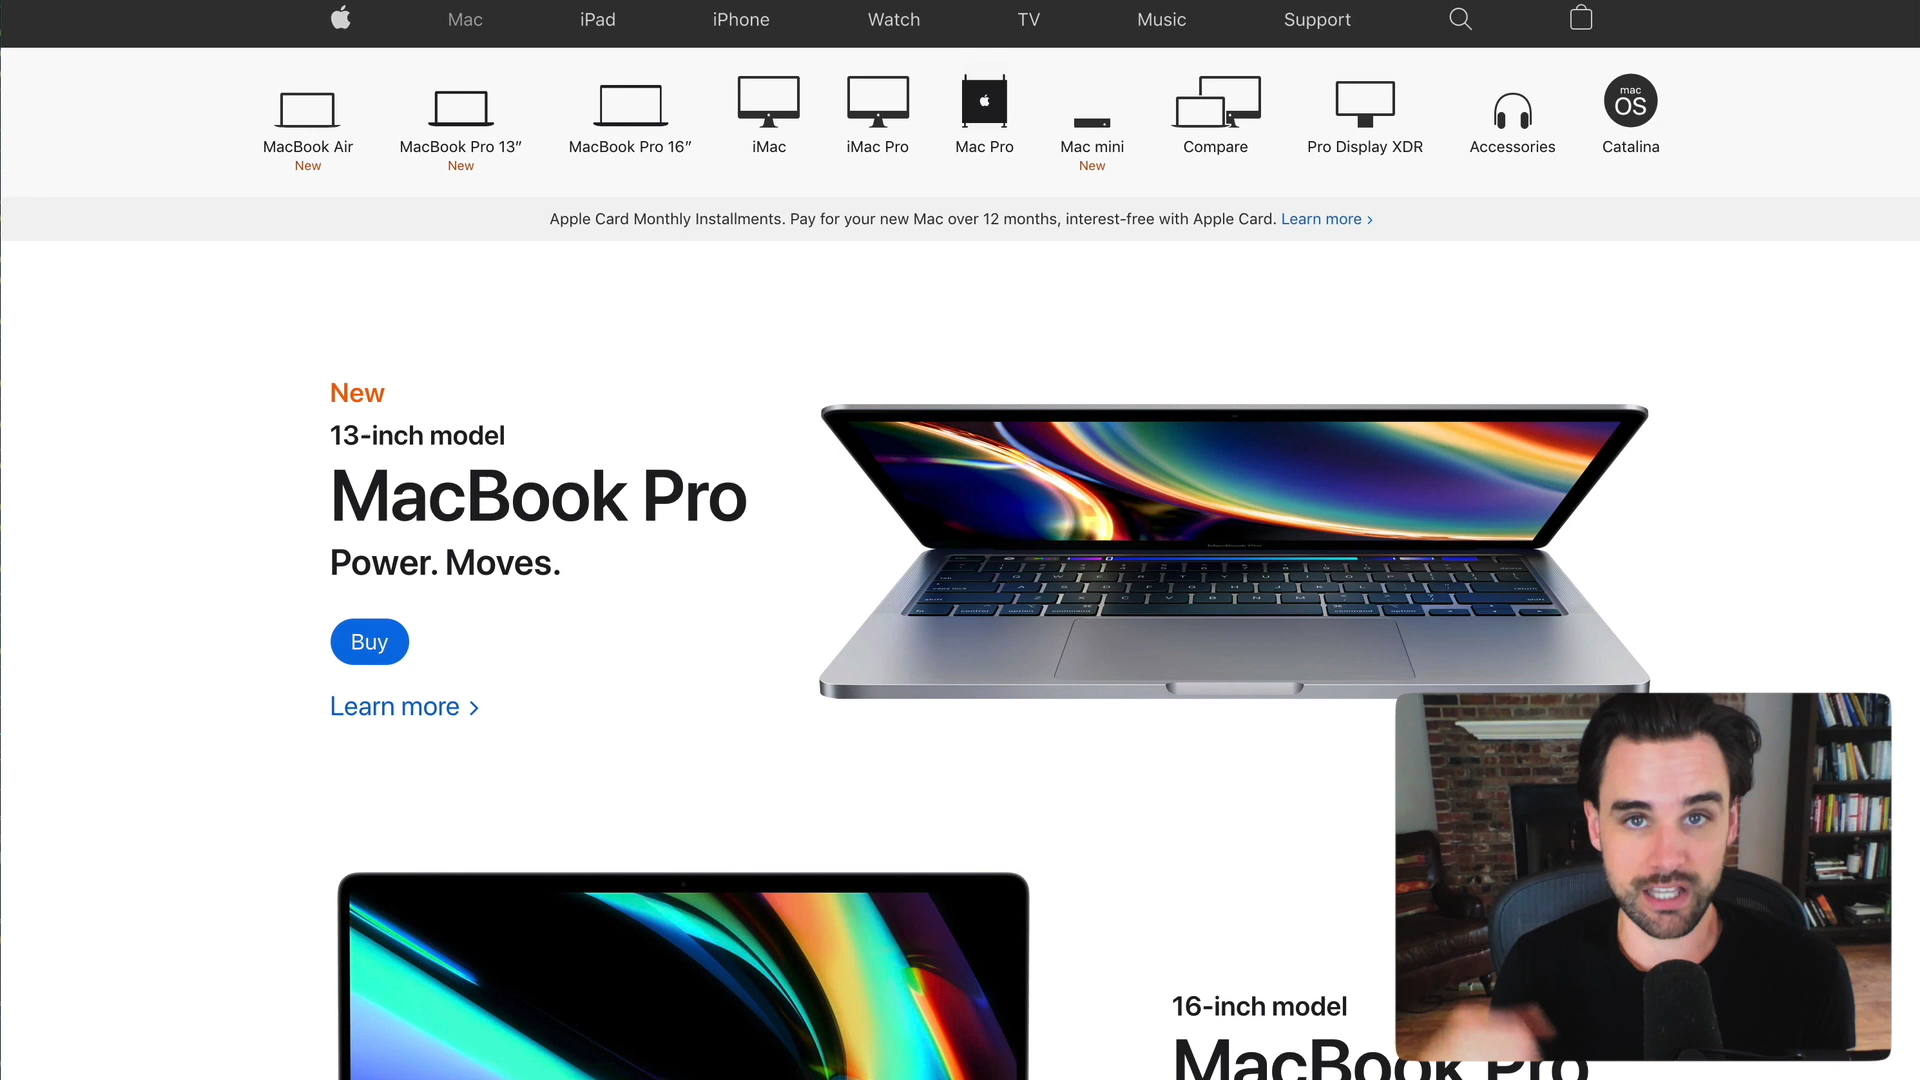 Mac
iPad
iPhone
Watch
TV
Music
Support
MacBook Air
New
MacBook Pro 13”
New
MacBook Pro 16”
iMac
iMac Pro
Mac Pro
Mac mini
New
Compare
Pro Display XDR
Accessories
mac
OS
Catalina
Apple Card Monthly Installments. Pay for your new Mac over 12 months, interest-free with Apple Card. Learn more ›
New
13-inch model
MacBook Pro
Power. Moves.
Buy
Learn more ›
16-inch model
MacBook Pro